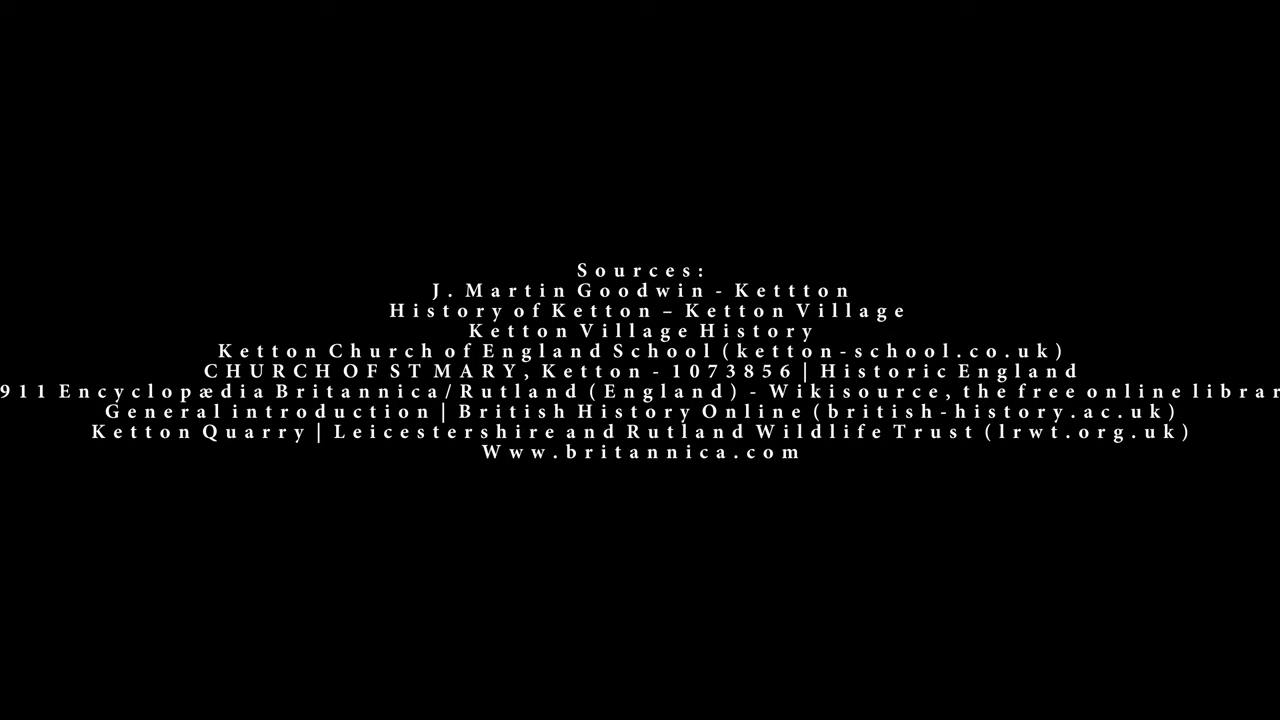 Sources:
J. Martin Goodwin - Kettton
History of Ketton – Ketton Village
Ketton Village History
Ketton Church of England School (ketton-school.co.uk)
CHURCH OF ST MARY, Ketton - 1073856 | Historic England
911 Encyclopædia Britannica/Rutland (England) - Wikisource, the free online librar
General introduction | British History Online (british-history.ac.uk)
Ketton Quarry | Leicestershire and Rutland Wildlife Trust (lrwt.org.uk)
Www.britannica.com